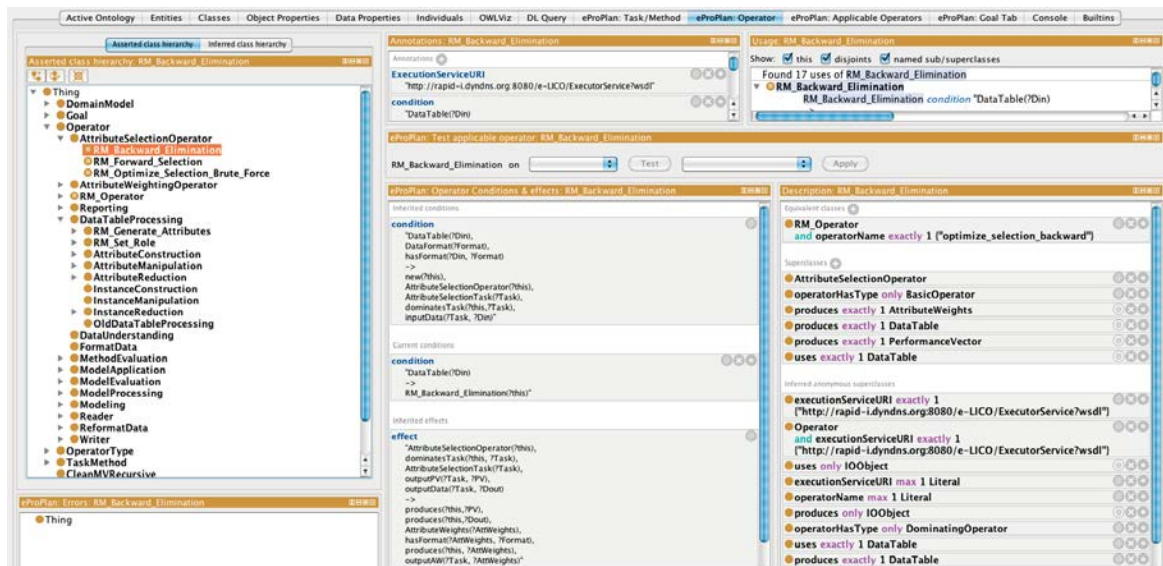 Active Ontology Entities Classes Object Properties Data Properties Individuals OWLViz DL Query eProPlan: Task/Method eProPlan: Operator eProPlan: Applicable Operators eProPlan: Goal Tab Console Builtins
Asserted class hierarchy Inferred class hierarchy
Asserted class hierarchy: RM_Backward_Elimination
Thing
DomainModel
Goal
Operator
AttributeSelectionOperator
RM_Backward_Elimination
RM_Forward_Selection
RM_Optimize_Selection_Brute_Force
AttributeWeightingOperator
RM_Operator
Reporting
DataTableProcessing
RM_Generate_Attributes
RM_Set_Role
AttributeConstruction
AttributeManipulation
AttributeReduction
InstanceConstruction
InstanceManipulation
InstanceReduction
OldDataTableProcessing
DataUnderstanding
FormatData
MethodEvaluation
ModelApplication
ModelEvaluation
ModelProcessing
Modeling
Reader
ReformatData
Writer
OperatorType
TaskMethod
CleanMVRecursive
eProPlan: Errors: RM_Backward_Elimination
Thing
Annotations: RM_Backward_Elimination
Annotations
ExecutionServiceURI
"http://rapid-i.dyndns.org:8080/e-LICO/ExecutorService?wsdl"
condition
"DataTable(?Din)
Usage: RM_Backward_Elimination
Show: this disjoints named sub/superclasses
Found 17 uses of RM_Backward_Elimination
RM_Backward_Elimination
RM_Backward_Elimination condition "DataTable(?Din)
eProPlan: Test applicable operator: RM_Backward_Elimination
RM_Backward_Elimination on Test Apply
eProPlan: Operator Conditions & effects: RM_Backward_Elimination
Inherited conditions
condition
"DataTable(?Din),
DataFormat(?Format),
hasFormat(?Din, ?Format)
->
new(?this),
AttributeSelectionOperator(?this),
AttributeSelectionTask(?Task),
dominatesTask(?this,?Task),
inputData(?Task, ?Din)"
Current conditions
condition
"DataTable(?Din)
->
RM_Backward_Elimination(?this)"
Inherited effects
effect
"AttributeSelectionOperator(?this),
dominatesTask(?this, ?Task),
AttributeSelectionTask(?Task),
outputPV(?Task, ?PV),
outputData(?Task, ?Dout)
->
produces(?this,?PV),
produces(?this,?Dout),
AttributeWeights(?AttWeights),
hasFormat(?AttWeights, ?Format),
produces(?this, ?AttWeights),
outputAW(?Task, ?AttWeights)"
Description: RM_Backward_Elimination
Equivalent classes
RM_Operator
and operatorName exactly 1 {"optimize_selection_backward"}
Superclasses
AttributeSelectionOperator
operatorHasType only BasicOperator
produces exactly 1 AttributeWeights
produces exactly 1 DataTable
produces exactly 1 PerformanceVector
uses exactly 1 DataTable
Inferred anonymous superclasses
executionServiceURI exactly 1
{"http://rapid-i.dyndns.org:8080/e-LICO/ExecutorService?wsdl"}
Operator
and executionServiceURI exactly 1
{"http://rapid-i.dyndns.org:8080/e-LICO/ExecutorService?wsdl"}
uses only IOObject
executionServiceURI max 1 Literal
operatorName max 1 Literal
produces only IOObject
operatorHasType only DominatingOperator
uses exactly 1 DataTable
produces exactly 1 DataTable